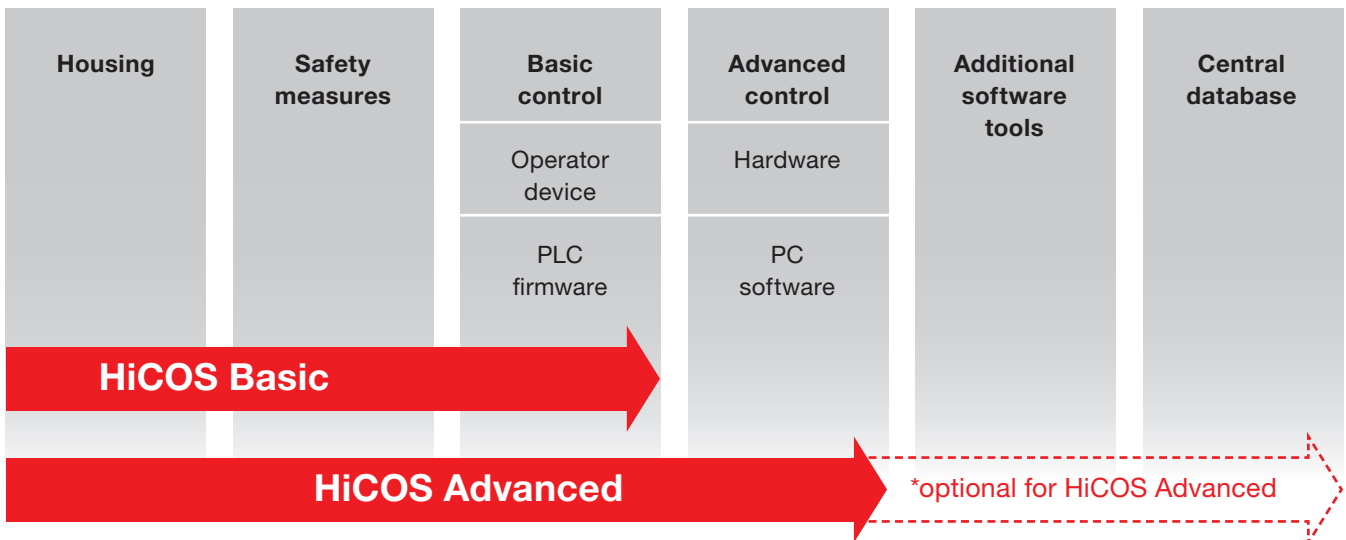 Housing
Safety
measures
Basic
control
Operator
device
PLC
firmware
Advanced
control
Hardware
PC
software
Additional
software
tools
Central
database
HiCOS Basic
HiCOS Advanced
*optional for HiCOS Advanced